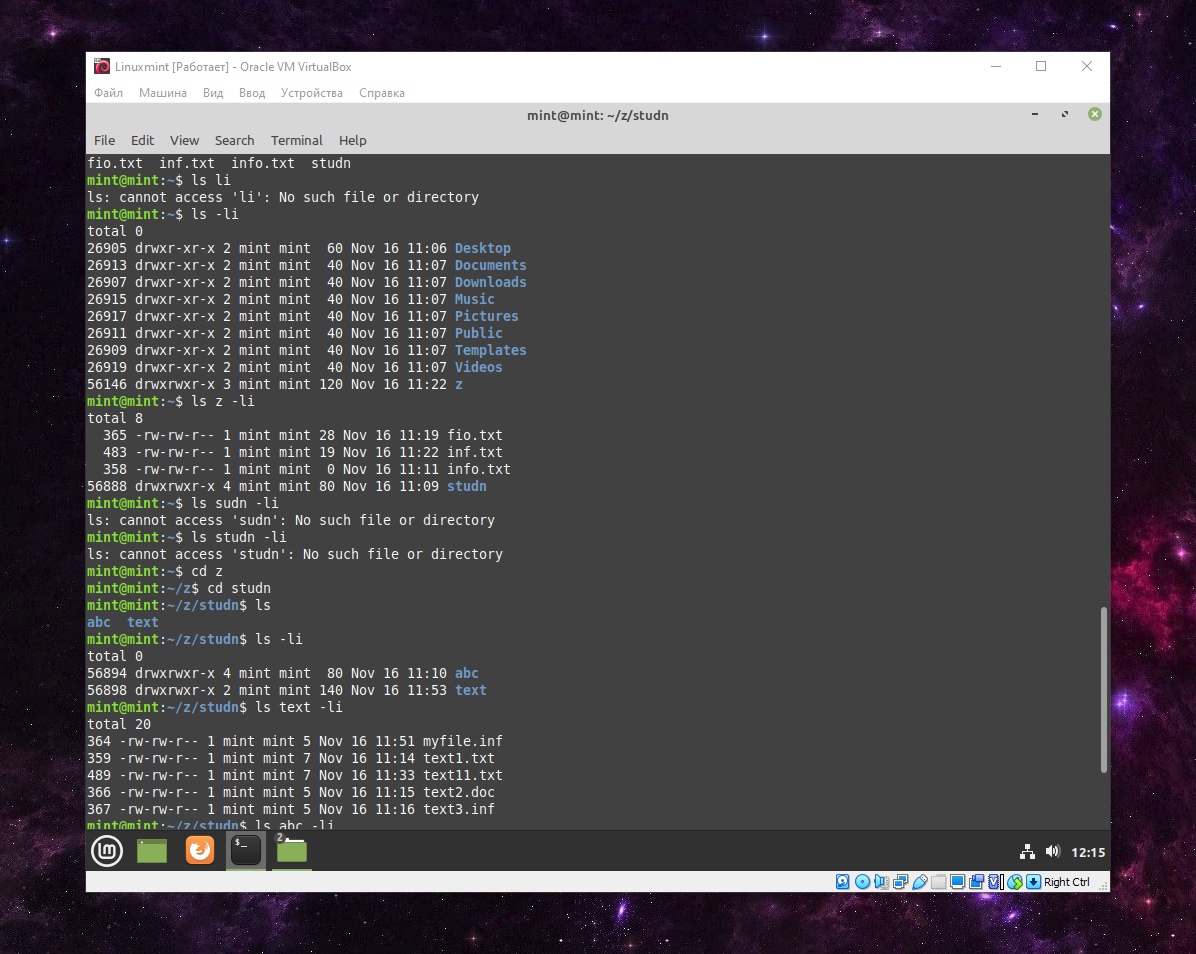 Linuxmint [Работает] - Oracle VM VirtualBox
Файл Машина Вид Ввод Устройства Справка
mint@mint: ~/z/studn
File Edit View Search Terminal Help
fio.txt  inf.txt  info.txt  studn
mint@mint:~$ ls li
ls: cannot access 'li': No such file or directory
mint@mint:~$ ls -li
total 0
26905 drwxr-xr-x 2 mint mint  60 Nov 16 11:06 Desktop
26913 drwxr-xr-x 2 mint mint  40 Nov 16 11:07 Documents
26907 drwxr-xr-x 2 mint mint  40 Nov 16 11:07 Downloads
26915 drwxr-xr-x 2 mint mint  40 Nov 16 11:07 Music
26917 drwxr-xr-x 2 mint mint  40 Nov 16 11:07 Pictures
26911 drwxr-xr-x 2 mint mint  40 Nov 16 11:07 Public
26909 drwxr-xr-x 2 mint mint  40 Nov 16 11:07 Templates
26919 drwxr-xr-x 2 mint mint  40 Nov 16 11:07 Videos
56146 drwxrwxr-x 3 mint mint 120 Nov 16 11:22 z
mint@mint:~$ ls z -li
total 8
  365 -rw-rw-r-- 1 mint mint 28 Nov 16 11:19 fio.txt
  483 -rw-rw-r-- 1 mint mint 19 Nov 16 11:22 inf.txt
  358 -rw-rw-r-- 1 mint mint  0 Nov 16 11:11 info.txt
56888 drwxrwxr-x 4 mint mint 80 Nov 16 11:09 studn
mint@mint:~$ ls sudn -li
ls: cannot access 'sudn': No such file or directory
mint@mint:~$ ls studn -li
ls: cannot access 'studn': No such file or directory
mint@mint:~$ cd z
mint@mint:~/z$ cd studn
mint@mint:~/z/studn$ ls
abc  text
mint@mint:~/z/studn$ ls -li
total 0
56894 drwxrwxr-x 4 mint mint  80 Nov 16 11:10 abc
56898 drwxrwxr-x 2 mint mint 140 Nov 16 11:53 text
mint@mint:~/z/studn$ ls text -li
total 20
364 -rw-rw-r-- 1 mint mint 5 Nov 16 11:51 myfile.inf
359 -rw-rw-r-- 1 mint mint 7 Nov 16 11:14 text1.txt
489 -rw-rw-r-- 1 mint mint 7 Nov 16 11:33 text11.txt
366 -rw-rw-r-- 1 mint mint 5 Nov 16 11:15 text2.doc
367 -rw-rw-r-- 1 mint mint 5 Nov 16 11:16 text3.inf
mint@mint:~/z/studn$ ls abc -li
2
12:15
Right Ctrl